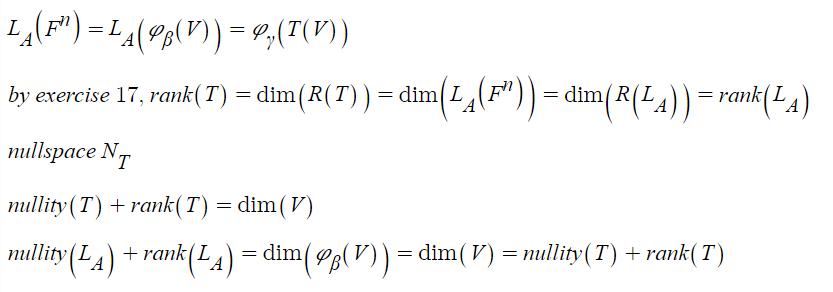 L_A(F^n) = L_A(φ_β(V)) = φ_γ(T(V))
by exercise 17, rank(T) = dim(R(T)) = dim(L_A(F^n)) = dim(R(L_A)) = rank(L_A)
nullspace N_T
nullity(T) + rank(T) = dim(V)
nullity(L_A) + rank(L_A) = dim(φ_β(V)) = dim(V) = nullity(T) + rank(T)